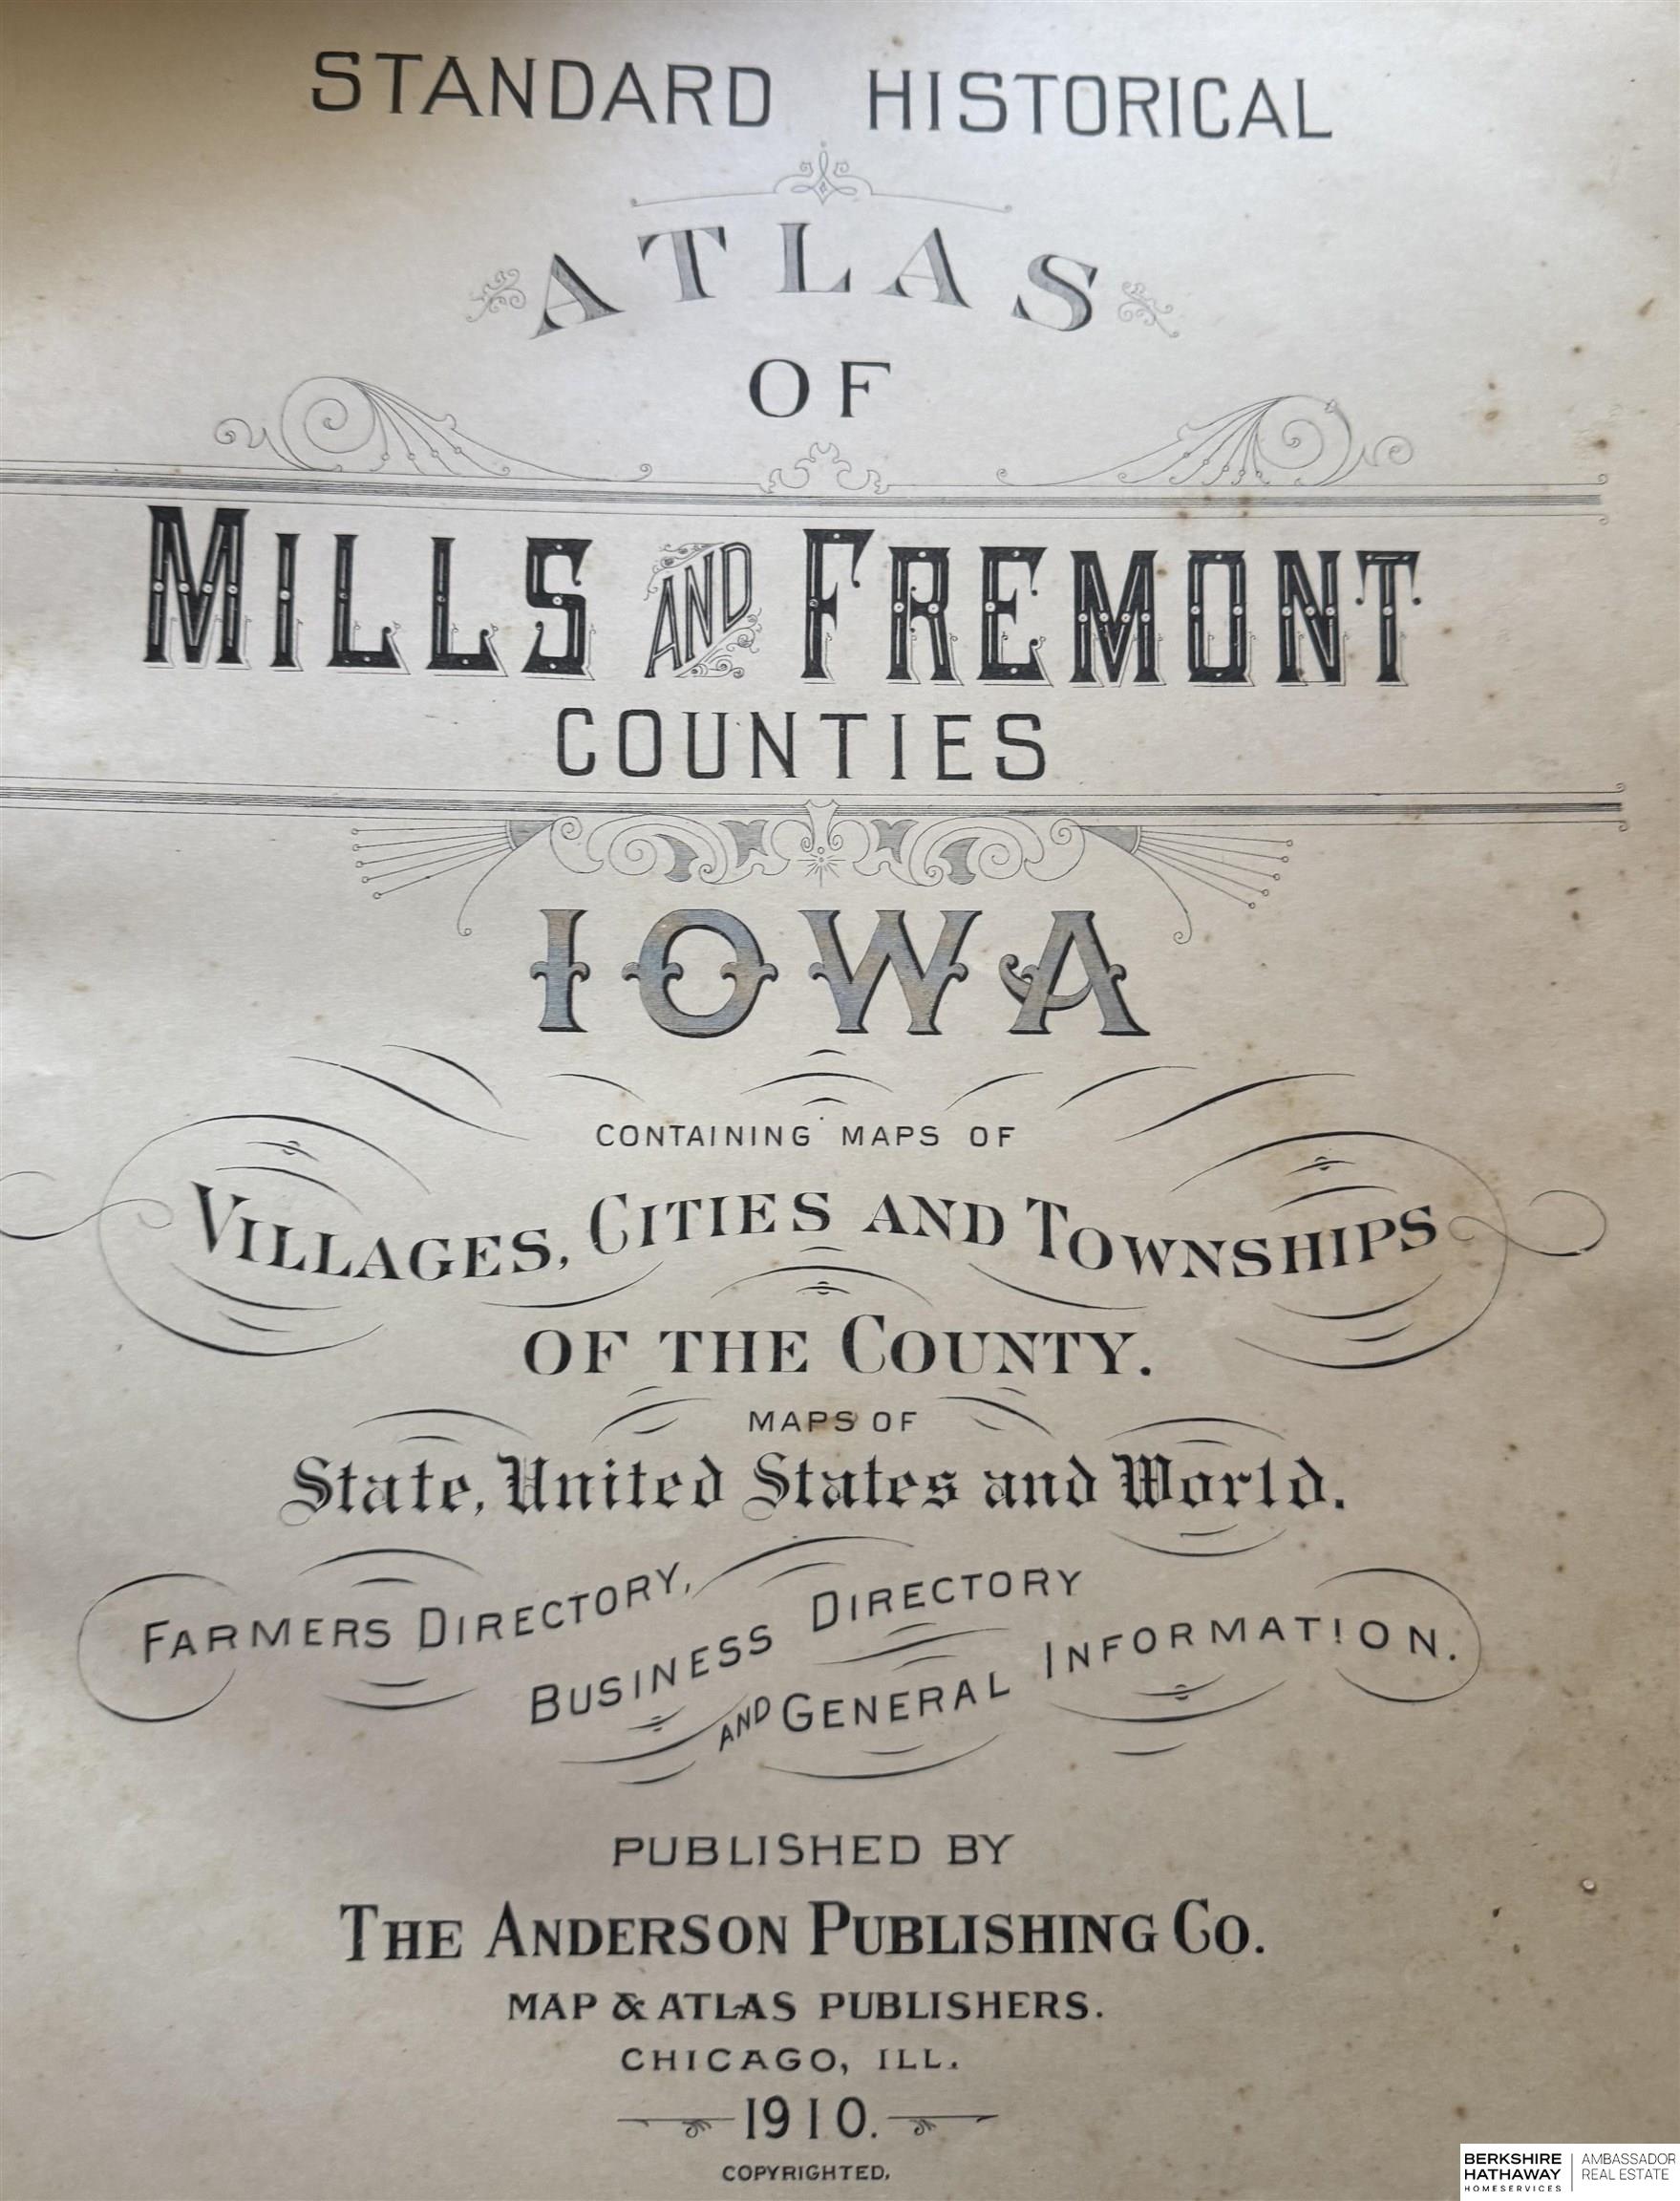 STANDARD HISTORICAL
ATLAS
OF
MILLS AND FREMONT
COUNTIES
IOWA
CONTAINING MAPS OF
VILLAGES, CITIES AND TOWNSHIPS
OF THE COUNTY.
MAPS OF
State, United States and World.
FARMERS DIRECTORY,
BUSINESS DIRECTORY
AND GENERAL INFORMATION.
PUBLISHED BY
THE ANDERSON PUBLISHING CO.
MAP & ATLAS PUBLISHERS.
CHICAGO, ILL.
1910.
COPYRIGHTED.
BERKSHIRE
HATHAWAY
HOMESERVICES
AMBASSADOR
REAL ESTATE